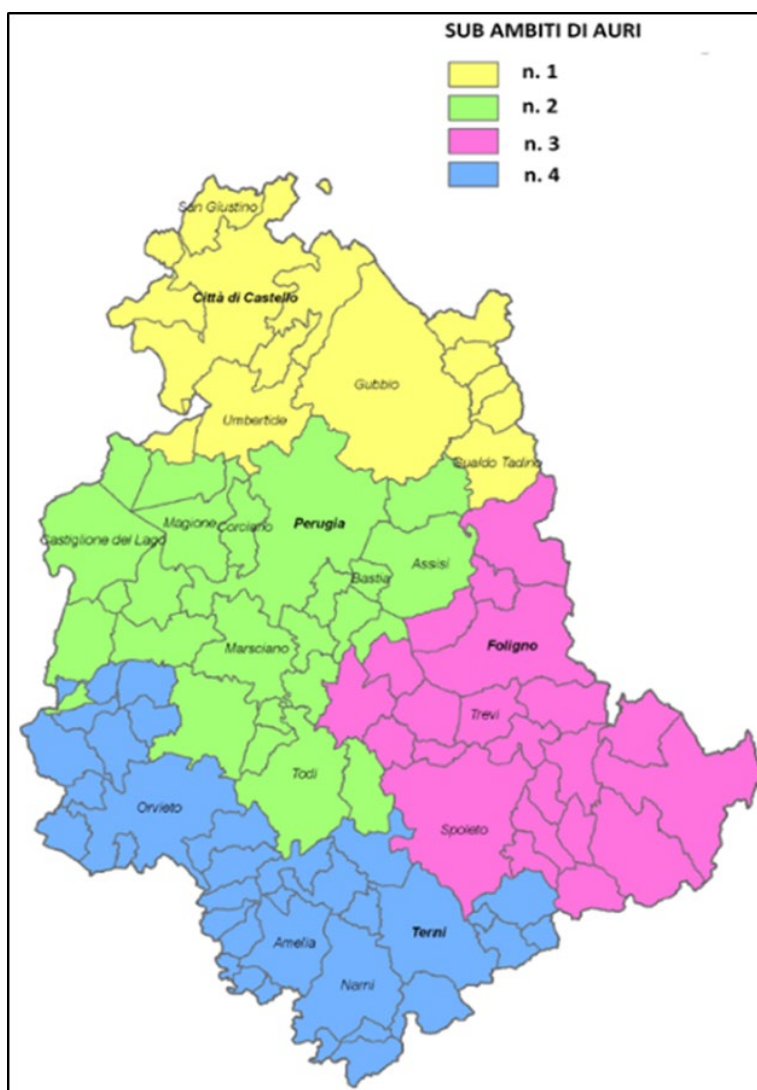 SUB AMBITI DI AURI
n. 1
n. 2
n. 3
n. 4
San Giustino
Città di Castello
Gubbio
Umbertide
Gualdo Tadino
Magione
Corciano
Perugia
Castiglione del Lago
Bastia
Assisi
Marsciano
Foligno
Trevi
Todi
Orvieto
Spoleto
Amelia
Terni
Narni